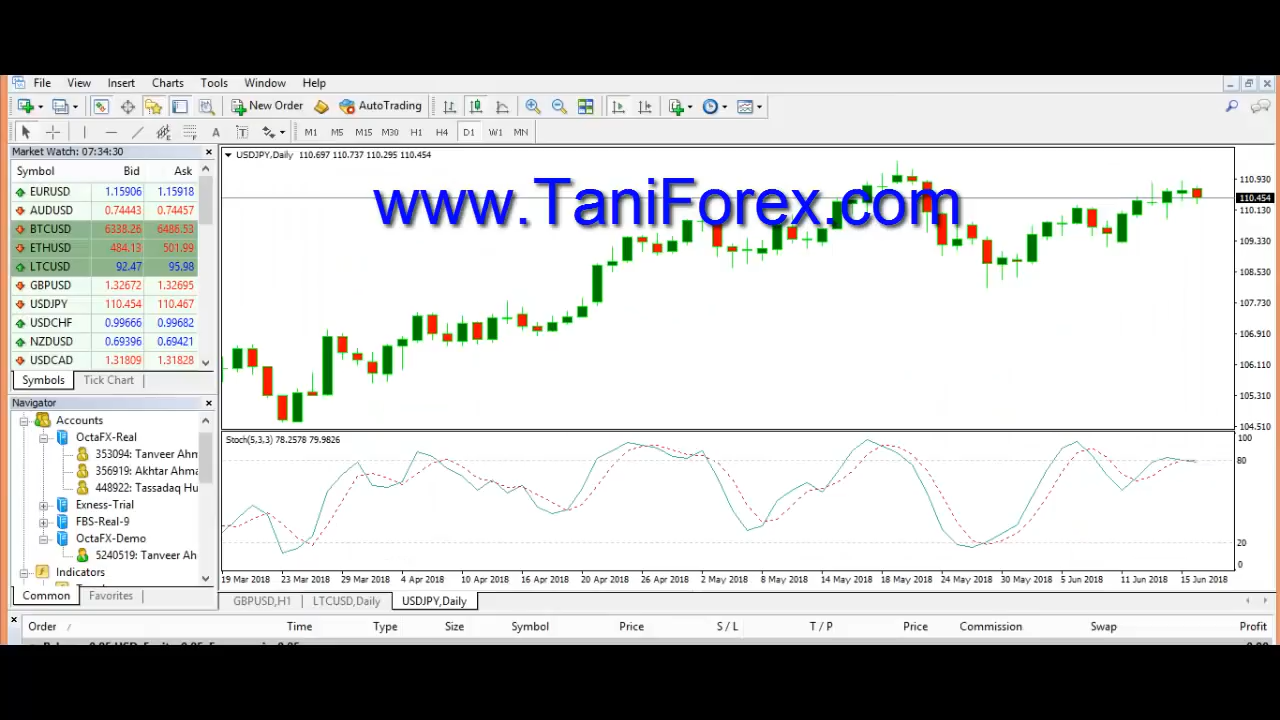 File View Insert Charts Tools Window Help
New Order AutoTrading
A T M1 M5 M15 M30 H1 H4 D1 W1 MN
Market Watch: 07:34:30
Symbol Bid Ask
EURUSD 1.15906 1.15918
AUDUSD 0.74443 0.74457
BTCUSD 6338.26 6486.53
ETHUSD 484.13 501.99
LTCUSD 92.47 95.98
GBPUSD 1.32672 1.32695
USDJPY 110.454 110.467
USDCHF 0.99666 0.99682
NZDUSD 0.69396 0.69421
USDCAD 1.31809 1.31828
Symbols Tick Chart
Navigator
Accounts
OctaFX-Real
353094: Tanveer Ahm
356919: Akhtar Ahma
448922: Tassadaq Hu
Exness-Trial
FBS-Real-9
OctaFX-Demo
5240519: Tanveer Ah
Indicators
Common Favorites
USDJPY,Daily 110.697 110.737 110.295 110.454
www.TaniForex.com
110.93
110.454
110.13
109.33
108.53
107.73
106.91
106.11
105.31
104.51
Stoch(5,3,3) 78.2578 79.9826
100
80
20
0
19 Mar 2018 23 Mar 2018 29 Mar 2018 4 Apr 2018 10 Apr 2018 16 Apr 2018 20 Apr 2018 26 Apr 2018 2 May 2018 8 May 2018 14 May 2018 18 May 2018 24 May 2018 30 May 2018 5 Jun 2018 11 Jun 2018 15 Jun 2018
GBPUSD,H1 LTCUSD,Daily USDJPY,Daily
Order / Time Type Size Symbol Price S / L T / P Price Commission Swap Profit